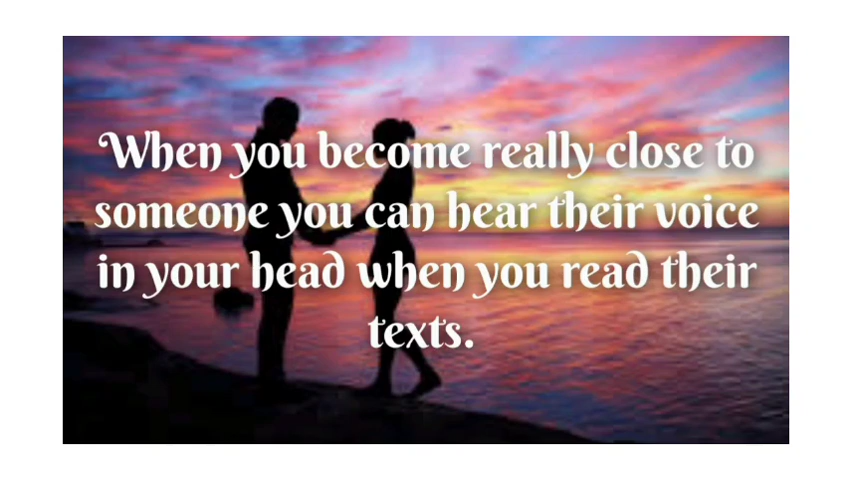 When you become really close to
someone you can hear their voice
in your head when you read their
texts.